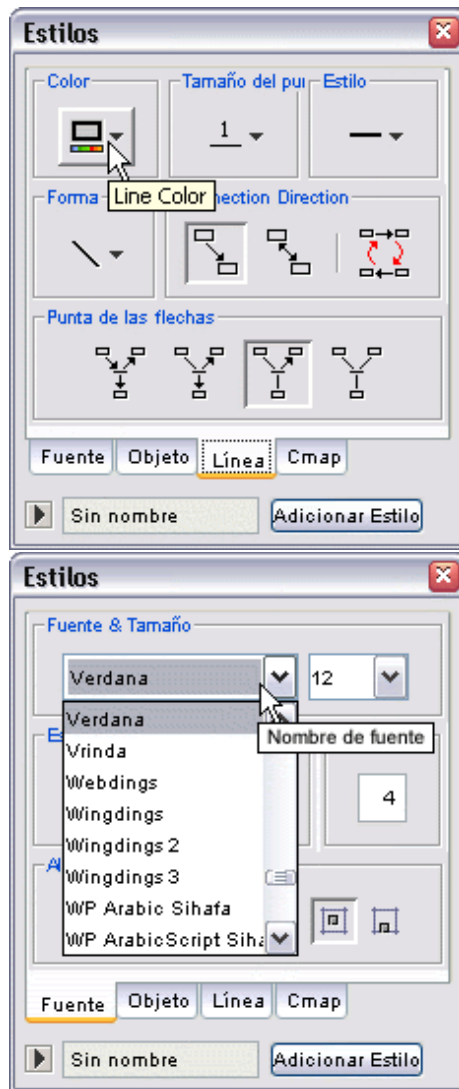 Estilos
Color
Tamaño del pu
Estilo
1
Line Color
Forma
nection Direction
Punta de las flechas
Fuente Objeto Línea Cmap
Sin nombre Adicionar Estilo
Estilos
Fuente & Tamaño
Verdana 12
Verdana
Nombre de fuente
Vrinda
Webdings
Wingdings 4
Wingdings 2
Wingdings 3
WP Arabic Sihafa
WP ArabicScript Siha
Fuente Objeto Línea Cmap
Sin nombre Adicionar Estilo